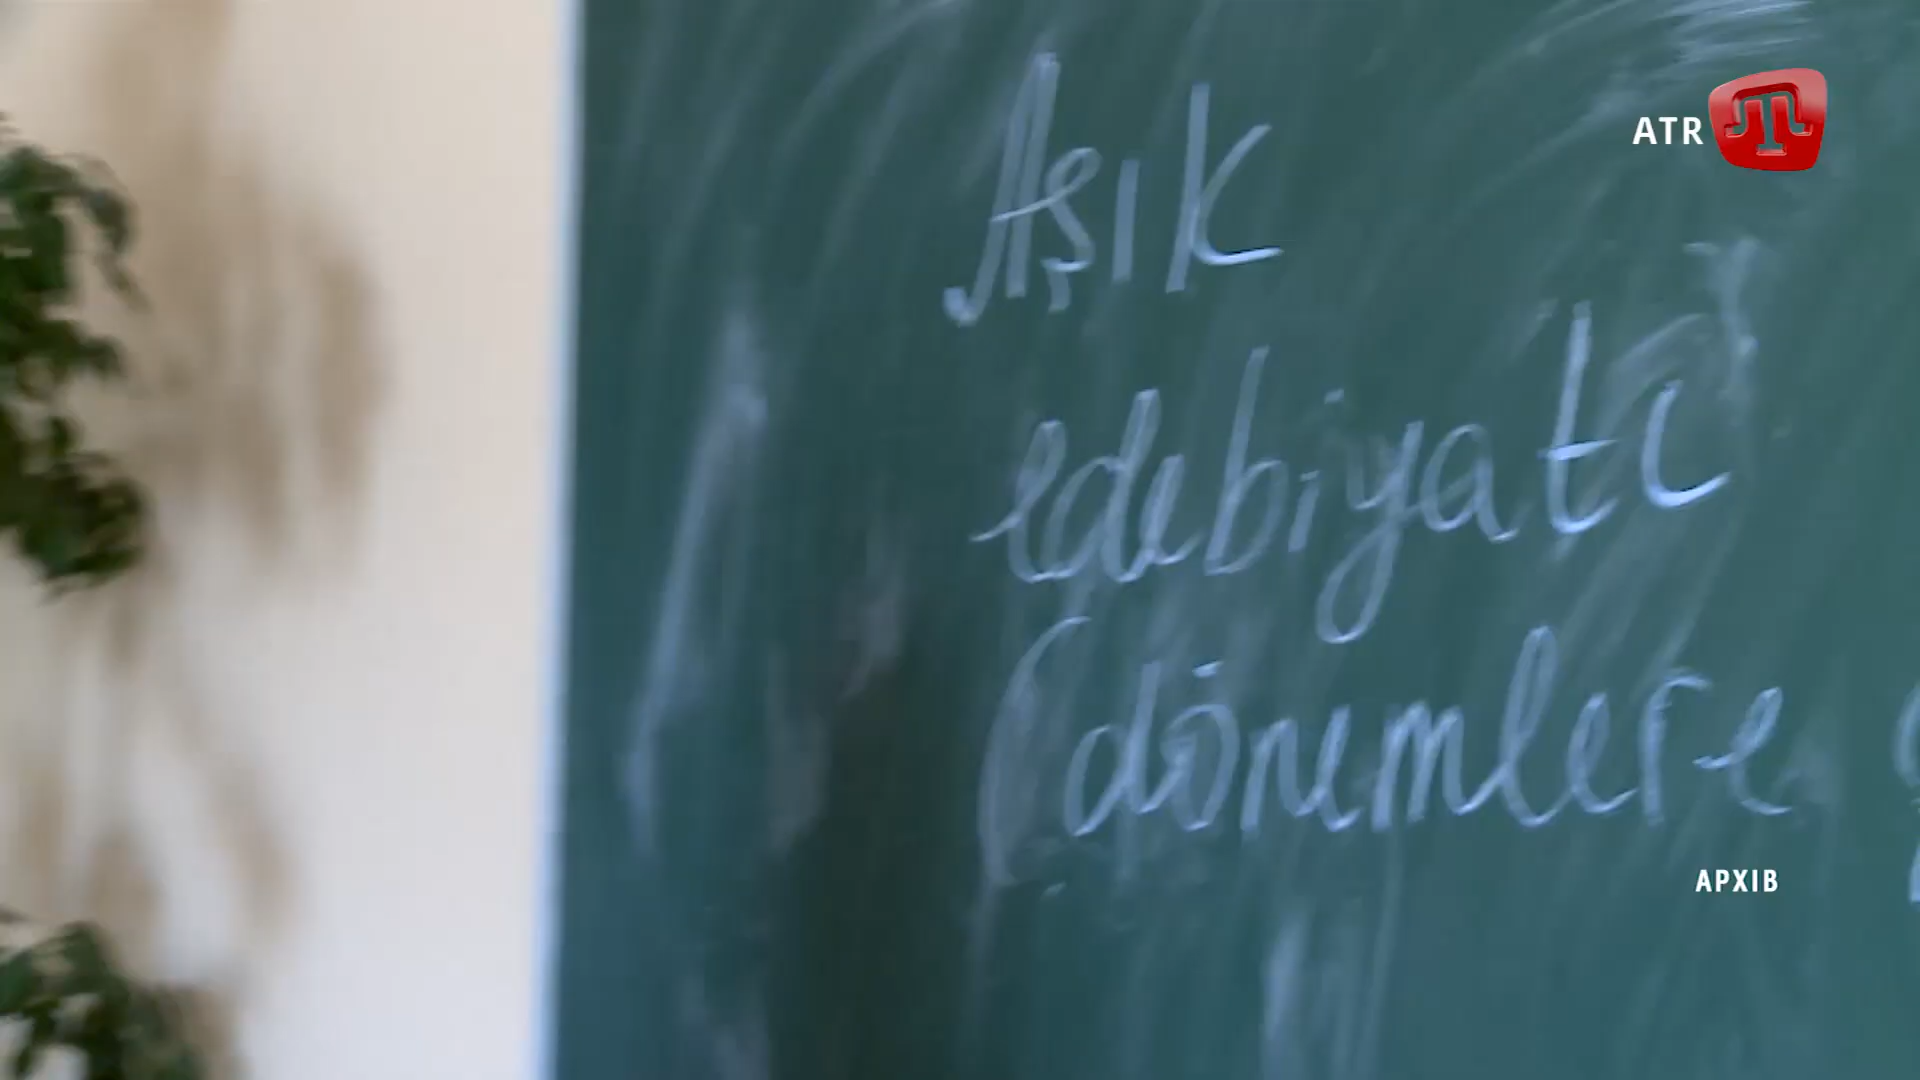 ATR
Aşık
edebiyatı
(dönemlere
АРХІВ